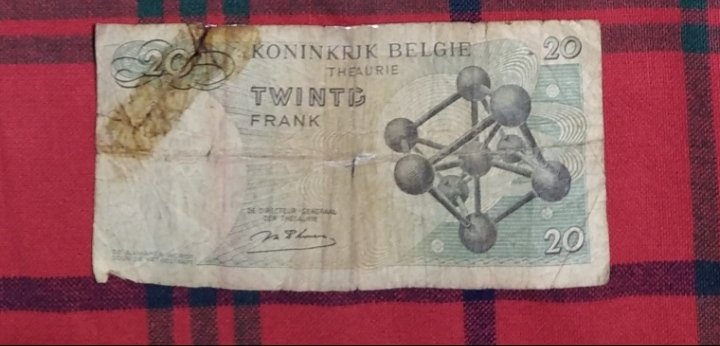 20
KONINKRIJK BELGIE
20
THESAURIE
TWINTIG
FRANK
DE DIRECTEUR-GENERAAL
DER THESAURIE
20